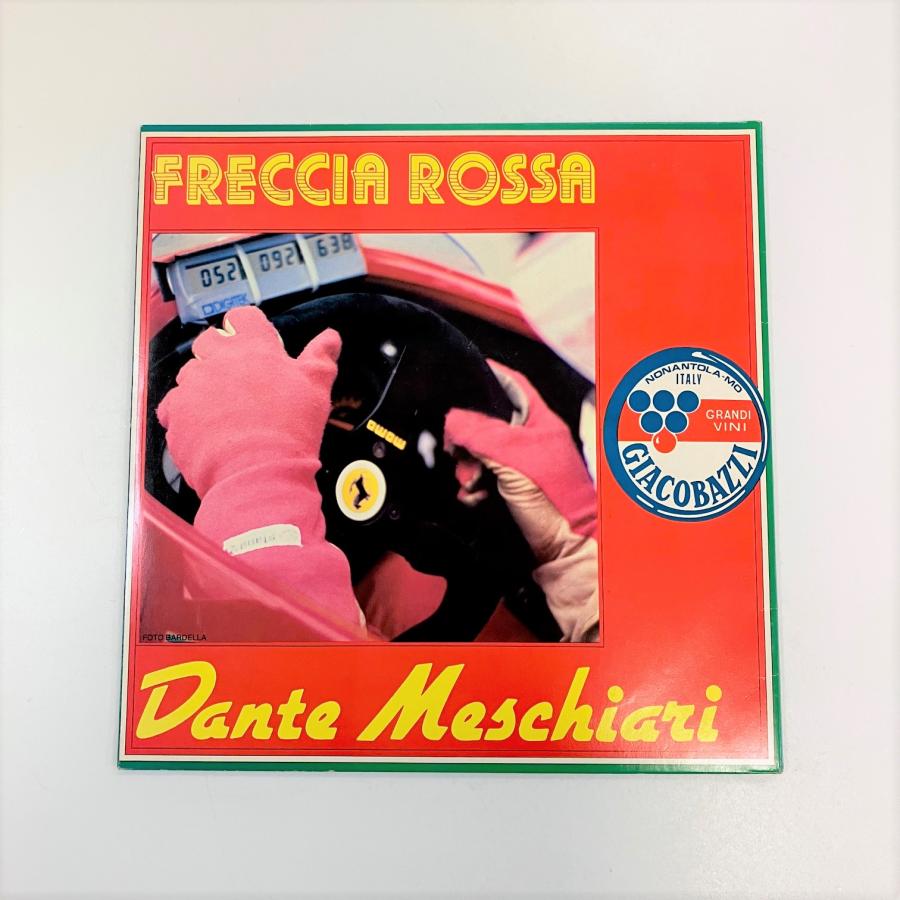 FRECCIA ROSSA
052 092 638
MOMO
NONANTOLA-MO
ITALY
GRANDI
VINI
GIACOBAZZI
FOTO BARDELLA
Dante Meschiari